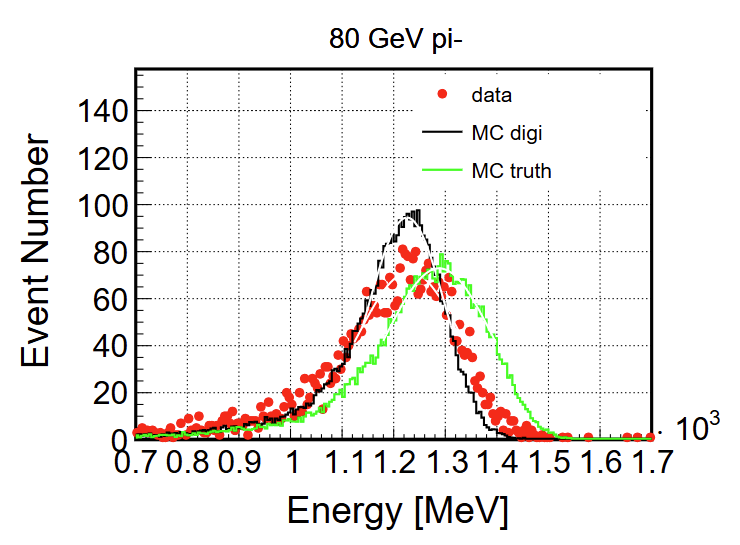 80 GeV pi-
data
MC digi
MC truth
Event Number
140
120
100
80
60
40
20
0
0.7 0.8 0.9 1 1.1 1.2 1.3 1.4 1.5 1.6 1.7
· 10³
Energy [MeV]